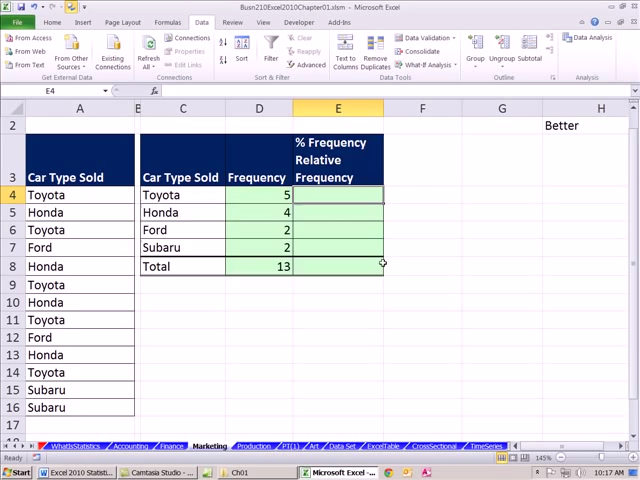 Busn210Excel2010Chapter01.xlsm - Microsoft Excel
File Home Insert Page Layout Formulas Data Review View Developer Add-Ins
From Access
From Web
From Text
Get External Data
Existing Connections
Refresh All
Connections
Properties
Edit Links
Connections
Sort
Filter
Clear
Reapply
Advanced
Sort & Filter
Text to Columns
Remove Duplicates
Data Validation
Consolidate
What-If Analysis
Data Tools
Group Ungroup Subtotal
Outline
Data Analysis
Analysis
E4 fx
A B C D E F G H
2 Better
3 Car Type Sold Car Type Sold Frequency % Frequency Relative Frequency
4 Toyota Toyota 5
5 Honda Honda 4
6 Toyota Ford 2
7 Ford Subaru 2
8 Honda Total 13
9 Toyota
10 Honda
11 Toyota
12 Ford
13 Honda
14 Toyota
15 Subaru
16 Subaru
17
WhatIsStatistics Accounting Finance Marketing Production PT(1) Art Data Set ExcelTable CrossSectional TimeSeries
Ready 145%
Start Excel 2010 Statisti... Camtasia Studio - ... Ch01 Microsoft Excel -... 10:17 AM